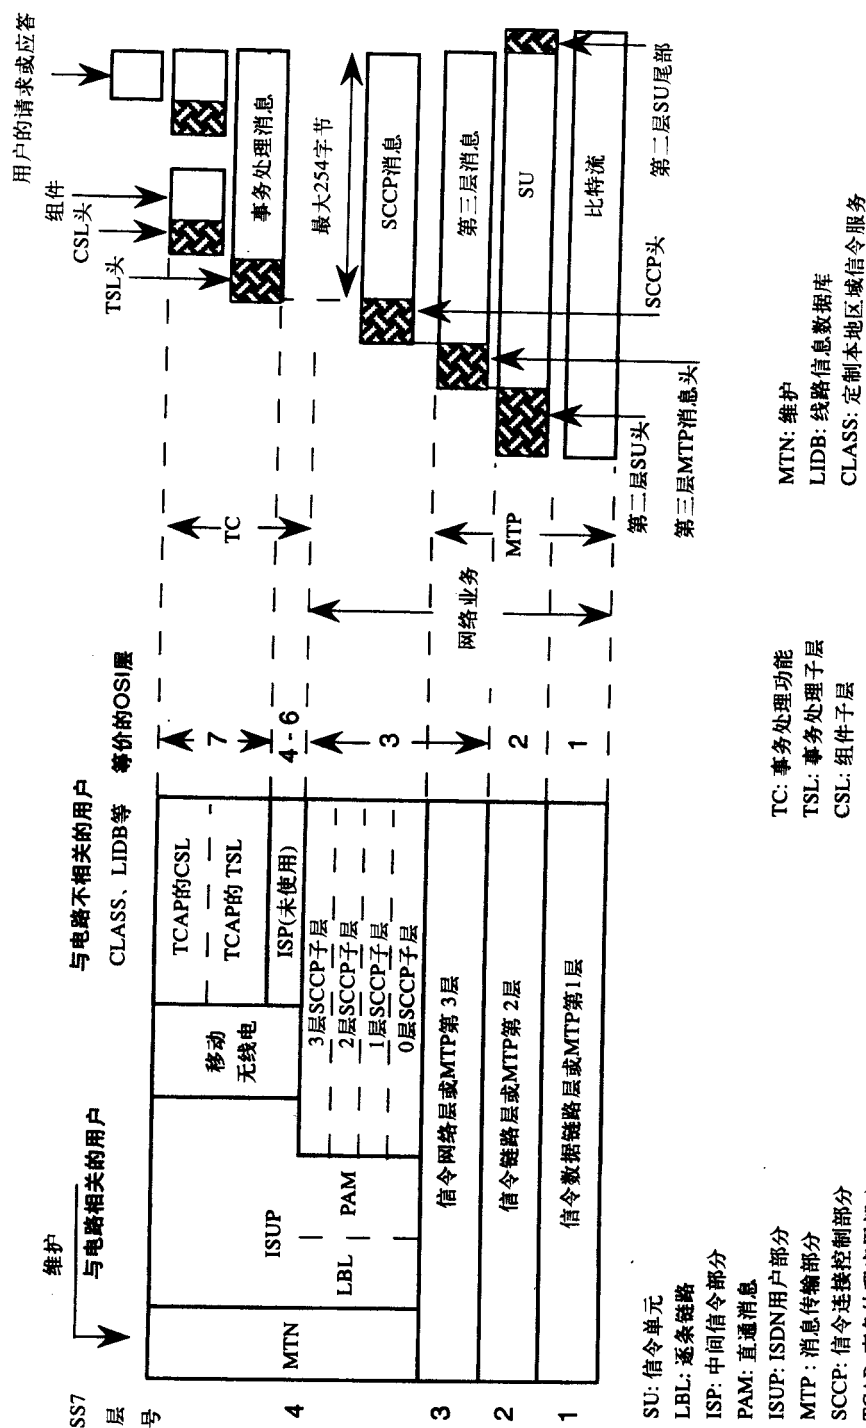 SS7
层
号
维护
与电路相关的用户
与电路不相关的用户
CLASS、LIDB等
等价的OSI层
4
MTN
ISUP
LBL
PAM
移动
无线电
TCAP的CSL
TCAP的 TSL
ISP(未使用)
3层SCCP子层
2层SCCP子层
1层SCCP子层
0层SCCP子层
7
4 - 6
3
3
信令网络层或MTP第 3层
2
信令链路层或MTP第 2层
2
1
信令数据链路层或MTP第1层
1
TC
网络业务
MTP
用户的请求或应答
组件
CSL头
TSL头
事务处理消息
最大254字节
SCCP消息
第三层消息
SU
比特流
第二层SU尾部
SCCP头
第三层MTP消息头
第二层SU头
SU: 信令单元
LBL: 逐条链路
ISP: 中间信令部分
PAM: 直通消息
ISUP: ISDN用户部分
MTP : 消息传输部分
SCCP: 信令连接控制部分
TC: 事务处理功能
TSL: 事务处理子层
CSL: 组件子层
MTN: 维护
LIDB: 线路信息数据库
CLASS: 定制本地区域信令服务